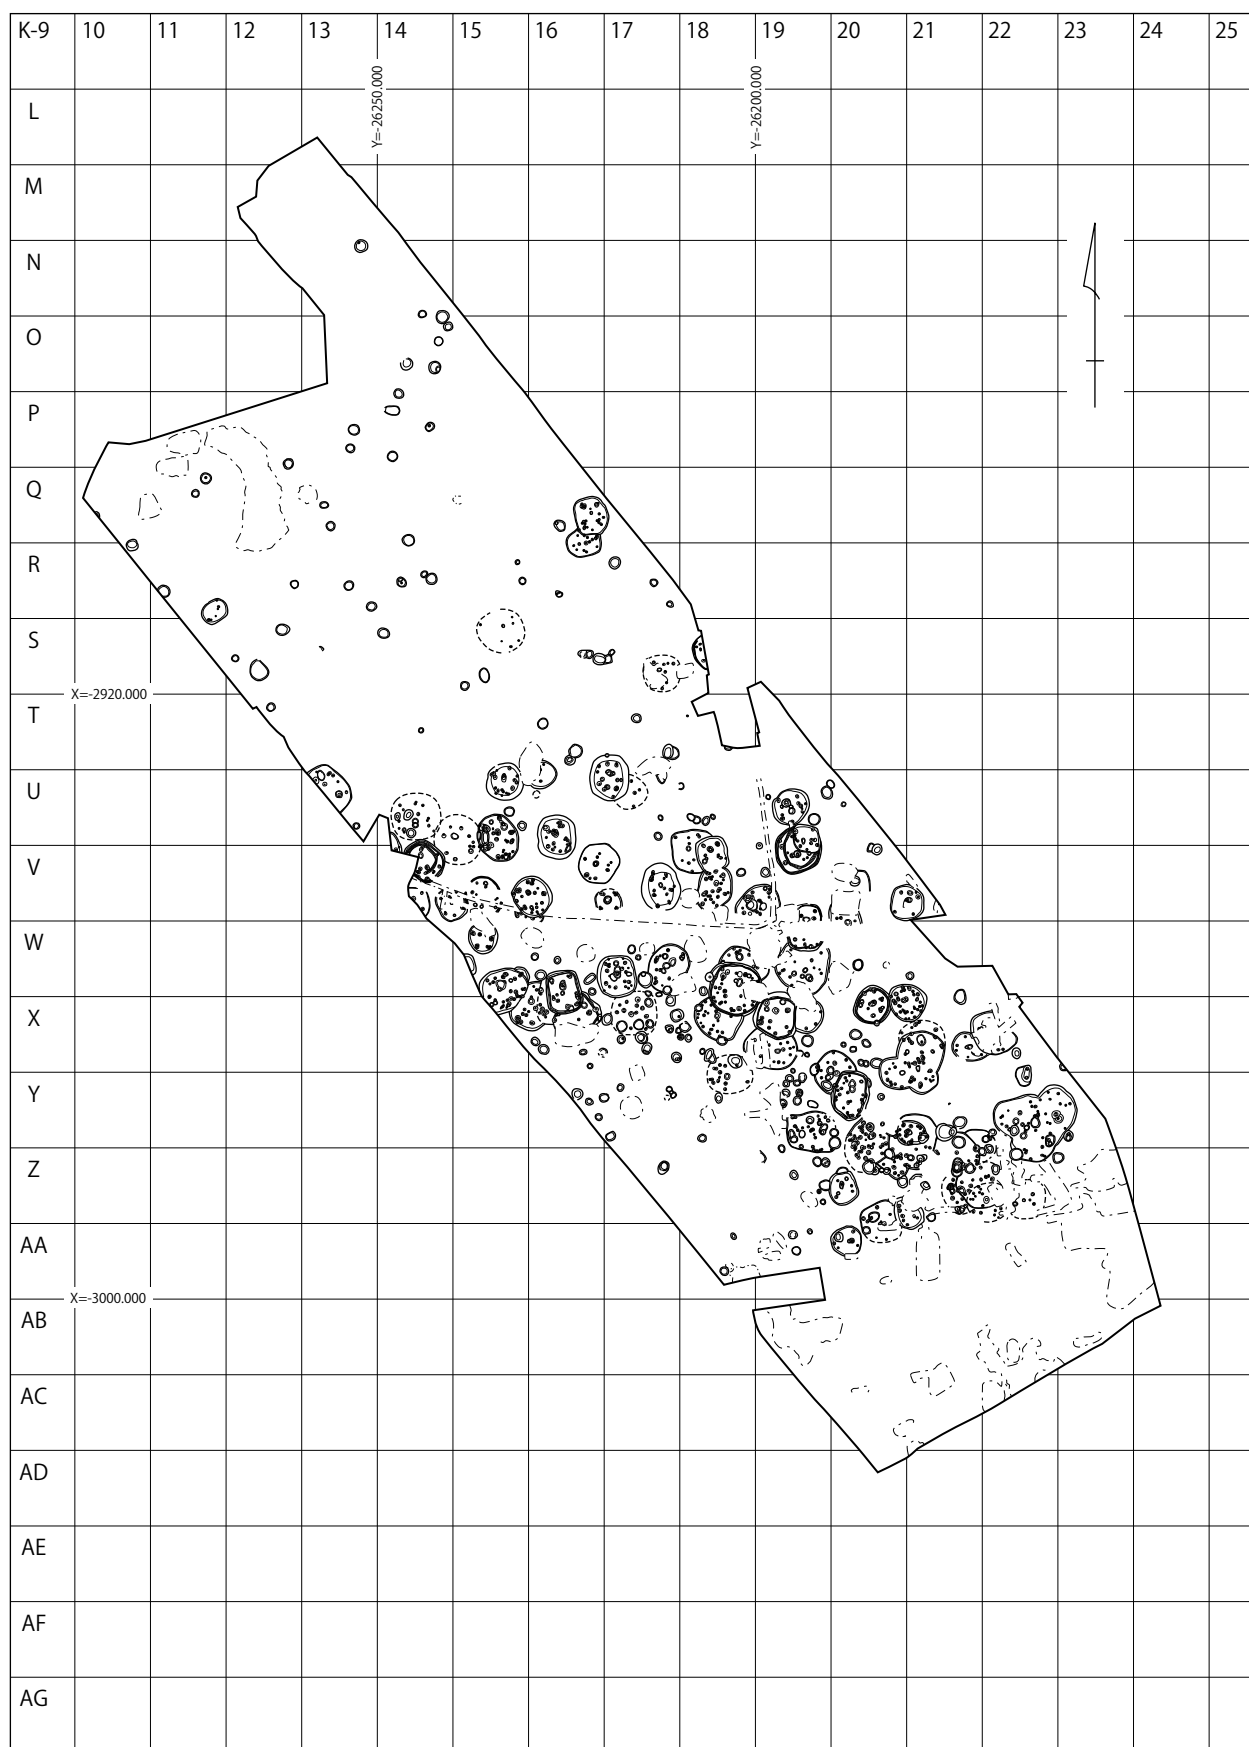 K-9 10 11 12 13 14 15 16 17 18 19 20 21 22 23 24 25
Y=-26250.000
Y=-26200.000
L
M
N
O
P
Q
R
S
X=-2920.000
T
U
V
W
X
Y
Z
AA
X=-3000.000
AB
AC
AD
AE
AF
AG